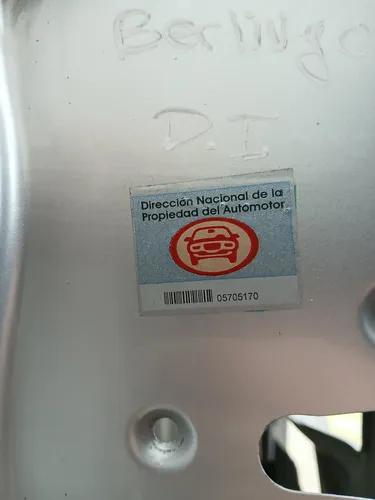 Berlingo
D.I
Dirección Nacional de la
Propiedad del Automotor
05705170